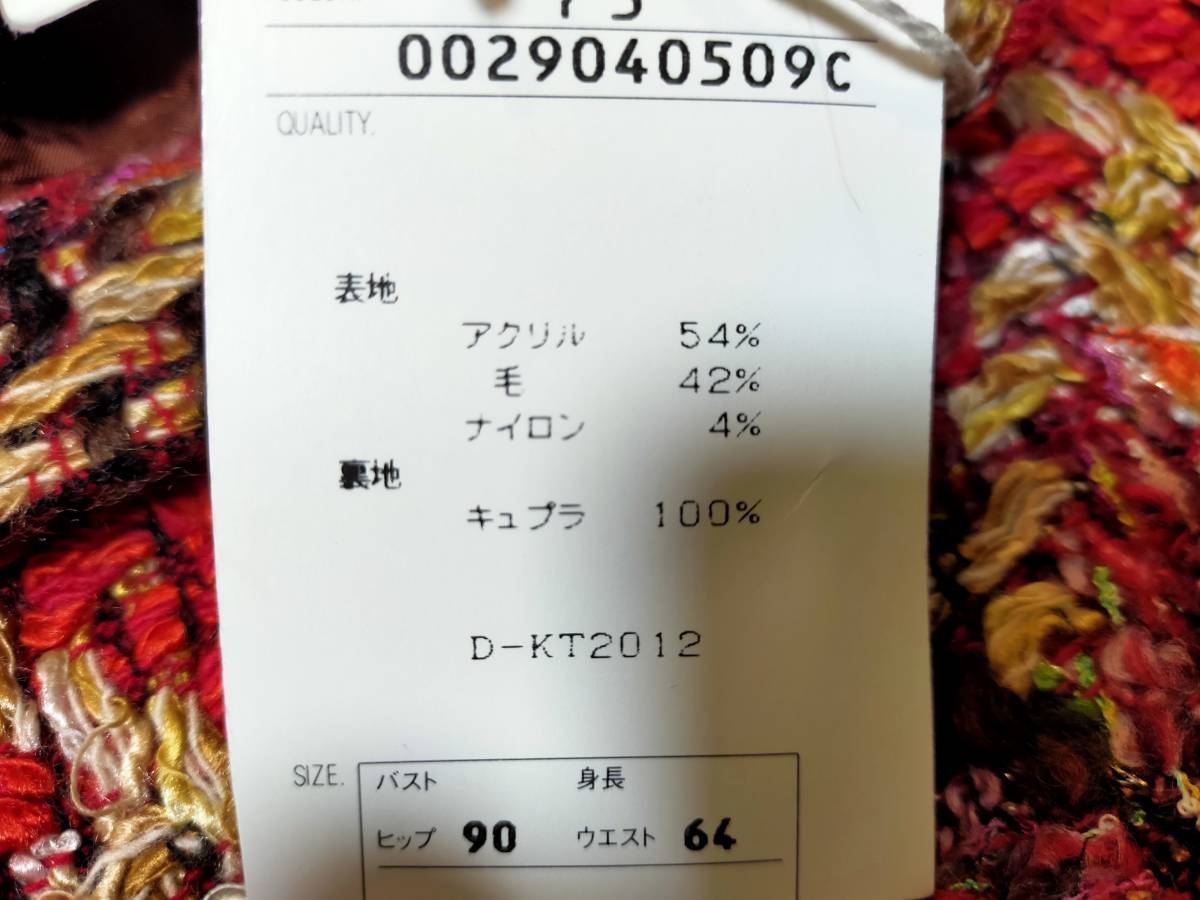 0029040509C
QUALITY.
表地
アクリル 54%
毛 42%
ナイロン 4%
裏地
キュプラ 100%
D-KT2012
SIZE.
バスト 身長
ヒップ 90 ウエスト 64